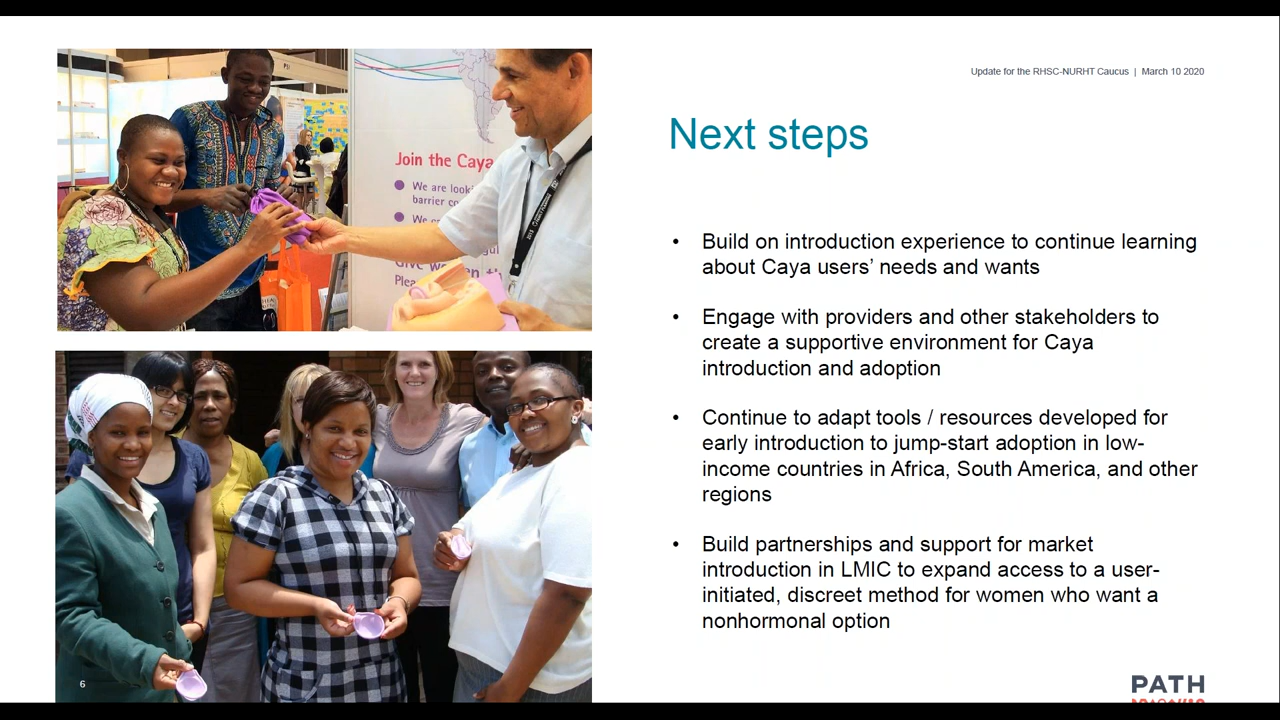 Update for the RHSC-NURHT Caucus | March 10 2020
Next steps
• Build on introduction experience to continue learning
about Caya users’ needs and wants
• Engage with providers and other stakeholders to
create a supportive environment for Caya
introduction and adoption
• Continue to adapt tools / resources developed for
early introduction to jump-start adoption in low-
income countries in Africa, South America, and other
regions
• Build partnerships and support for market
introduction in LMIC to expand access to a user-
initiated, discreet method for women who want a
nonhormonal option
Join the Caya
We are
barrier
We
Give women
6
PATH